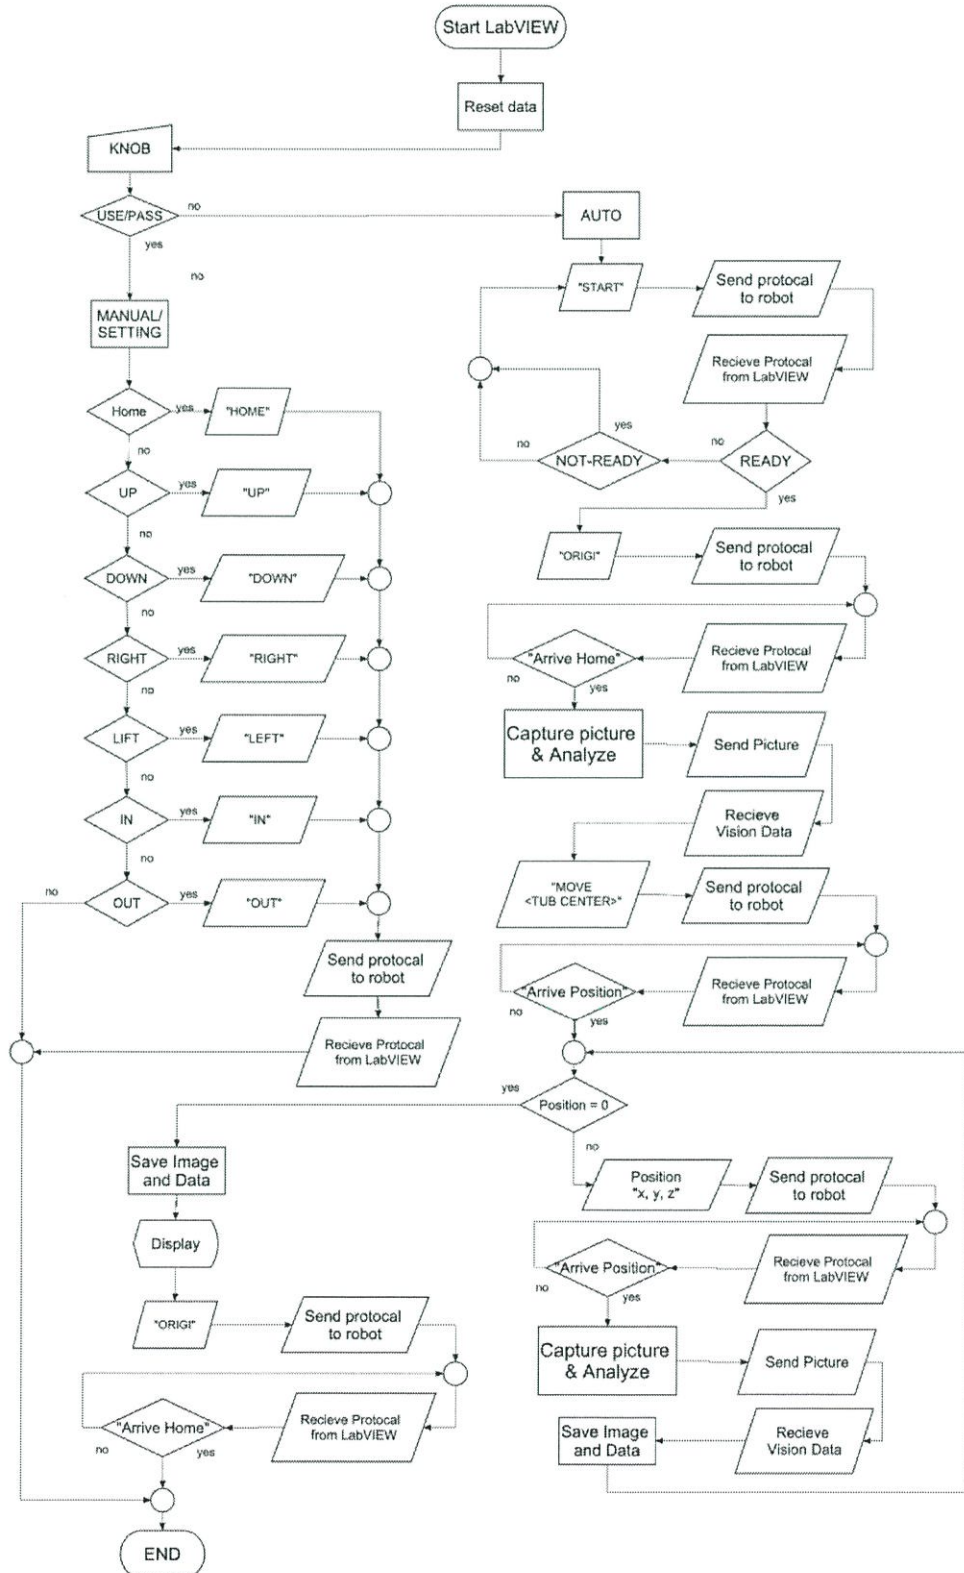 Start LabVIEW
Reset data
KNOB
USE/PASS
no
yes
no
AUTO
MANUAL/
SETTING
"START"
Send protocal
to robot
Recieve Protocal
from LabVIEW
Home
yes
"HOME"
no
yes
no
NOT-READY
no
READY
yes
UP
yes
"UP"
no
"ORIGI"
Send protocal
to robot
DOWN
yes
"DOWN"
no
RIGHT
yes
"RIGHT"
no
"Arrive Home"
no
yes
Recieve Protocal
from LabVIEW
LIFT
yes
"LEFT"
no
Capture picture
& Analyze
Send Picture
IN
yes
"IN"
no
Recieve
Vision Data
no
OUT
yes
"OUT"
"MOVE
<TUB CENTER>"
Send protocal
to robot
Send protocal
to robot
"Arrive Position"
no
yes
Recieve Protocal
from LabVIEW
Recieve Protocal
from LabVIEW
yes
Position = 0
no
Save Image
and Data
Position
"x, y, z"
Send protocal
to robot
Display
"Arrive Position"
no
yes
Recieve Protocal
from LabVIEW
"ORIGI"
Send protocal
to robot
Capture picture
& Analyze
Send Picture
"Arrive Home"
no
yes
Recieve Protocal
from LabVIEW
Save Image
and Data
Recieve
Vision Data
END